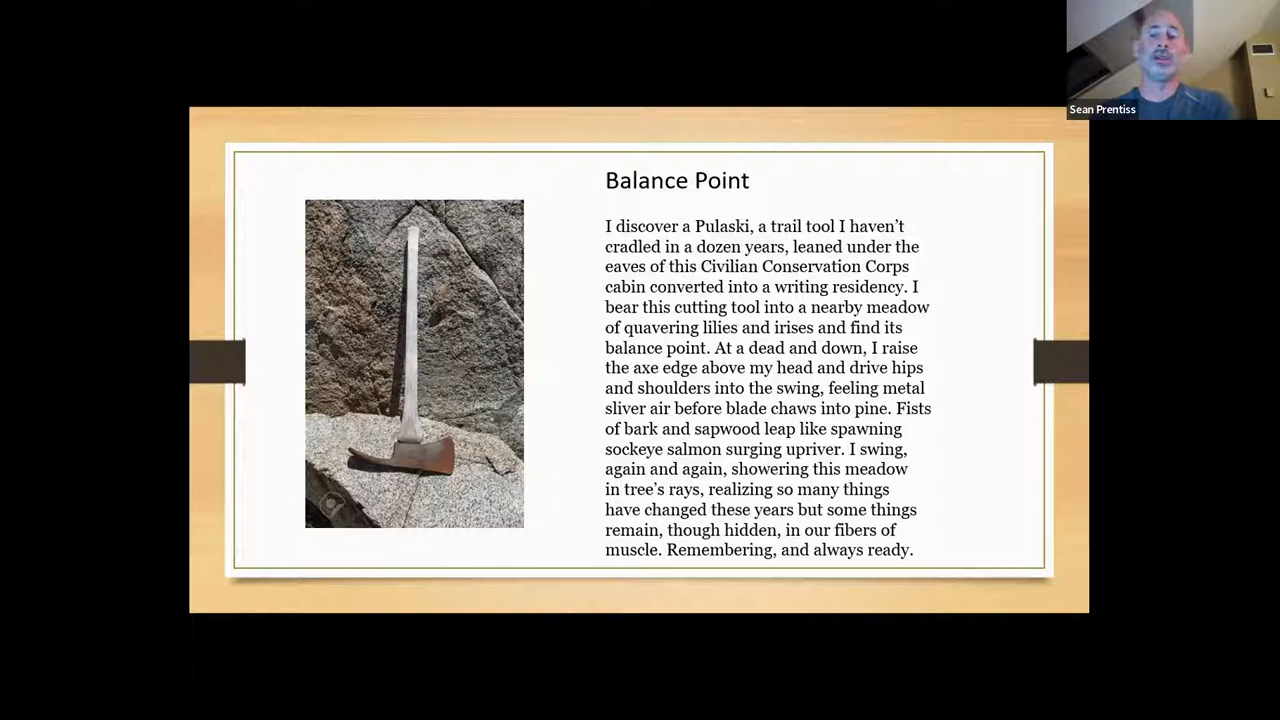 Sean Prentiss
Balance Point
I discover a Pulaski, a trail tool I haven’t
cradled in a dozen years, leaned under the
eaves of this Civilian Conservation Corps
cabin converted into a writing residency. I
bear this cutting tool into a nearby meadow
of quavering lilies and irises and find its
balance point. At a dead and down, I raise
the axe edge above my head and drive hips
and shoulders into the swing, feeling metal
sliver air before blade chaws into pine. Fists
of bark and sapwood leap like spawning
sockeye salmon surging upriver. I swing,
again and again, showering this meadow
in tree’s rays, realizing so many things
have changed these years but some things
remain, though hidden, in our fibers of
muscle. Remembering, and always ready.